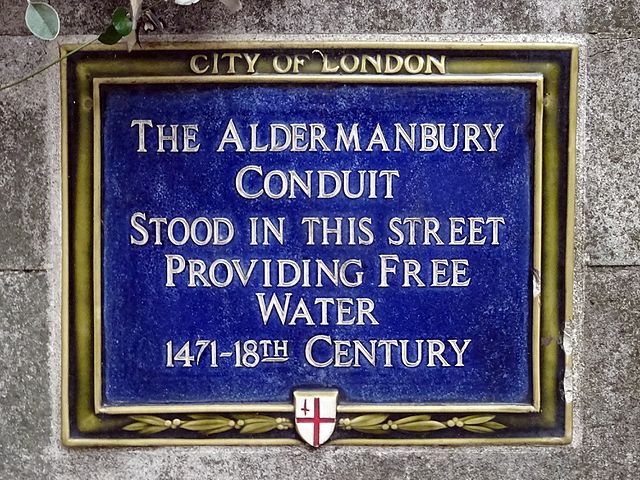 CITY OF LONDON
THE ALDERMANBURY
CONDUIT
STOOD IN THIS STREET
PROVIDING FREE
WATER
1471-18TH CENTURY